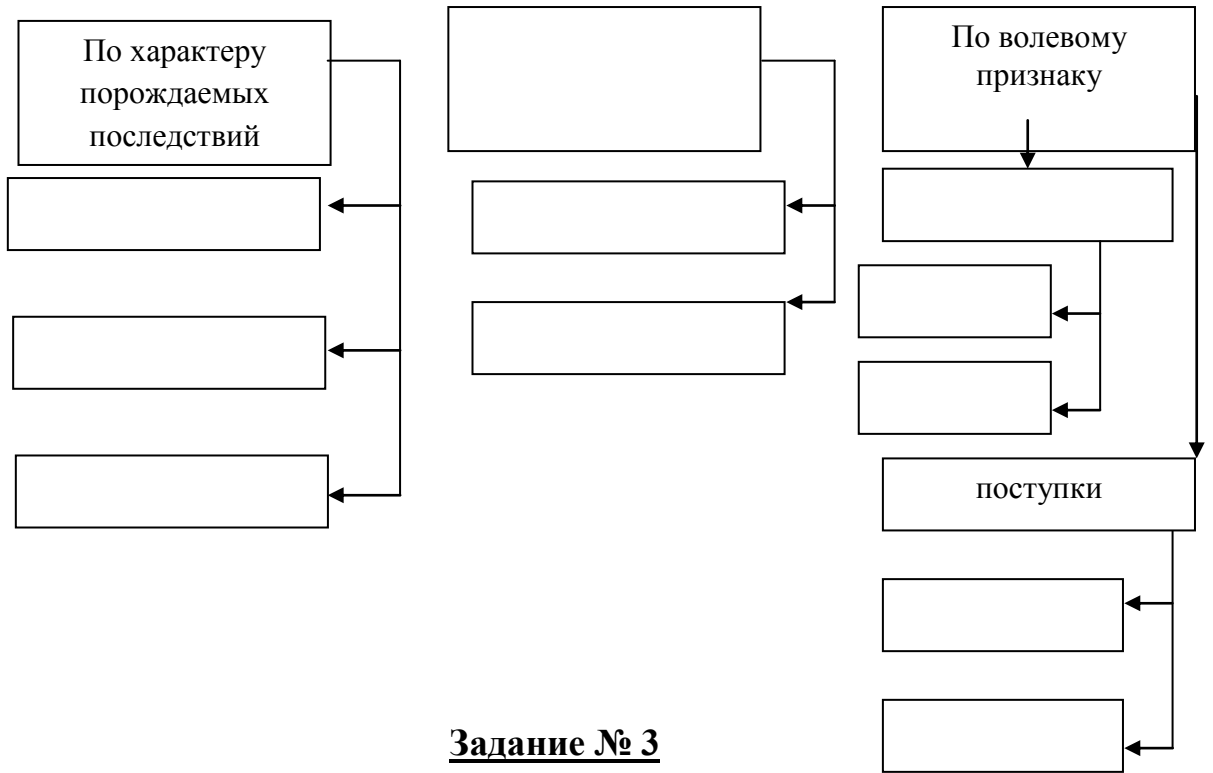 По характеру
порождаемых
последствий
По волевому
признаку
поступки
Задание № 3